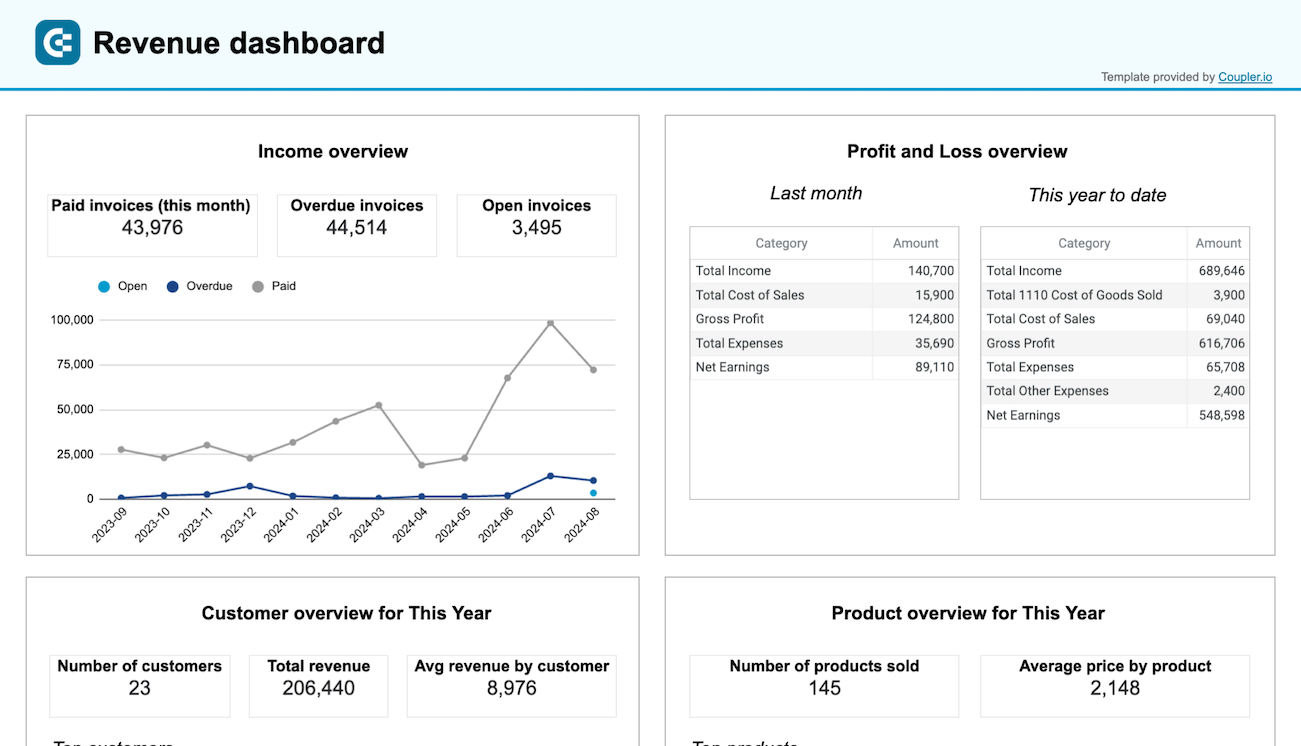 Revenue dashboard
Template provided by Coupler.io
Income overview
Paid invoices (this month)
43,976
Overdue invoices
44,514
Open invoices
3,495
Open
Overdue
Paid
100,000
75,000
50,000
25,000
0
2023-09
2023-10
2023-11
2023-12
2024-01
2024-02
2024-03
2024-04
2024-05
2024-06
2024-07
2024-08
Profit and Loss overview
Last month
Category Amount
Total Income 140,700
Total Cost of Sales 15,900
Gross Profit 124,800
Total Expenses 35,690
Net Earnings 89,110
This year to date
Category Amount
Total Income 689,646
Total 1110 Cost of Goods Sold 3,900
Total Cost of Sales 69,040
Gross Profit 616,706
Total Expenses 65,708
Total Other Expenses 2,400
Net Earnings 548,598
Customer overview for This Year
Number of customers
23
Total revenue
206,440
Avg revenue by customer
8,976
Top customers
Product overview for This Year
Number of products sold
145
Average price by product
2,148
Top products